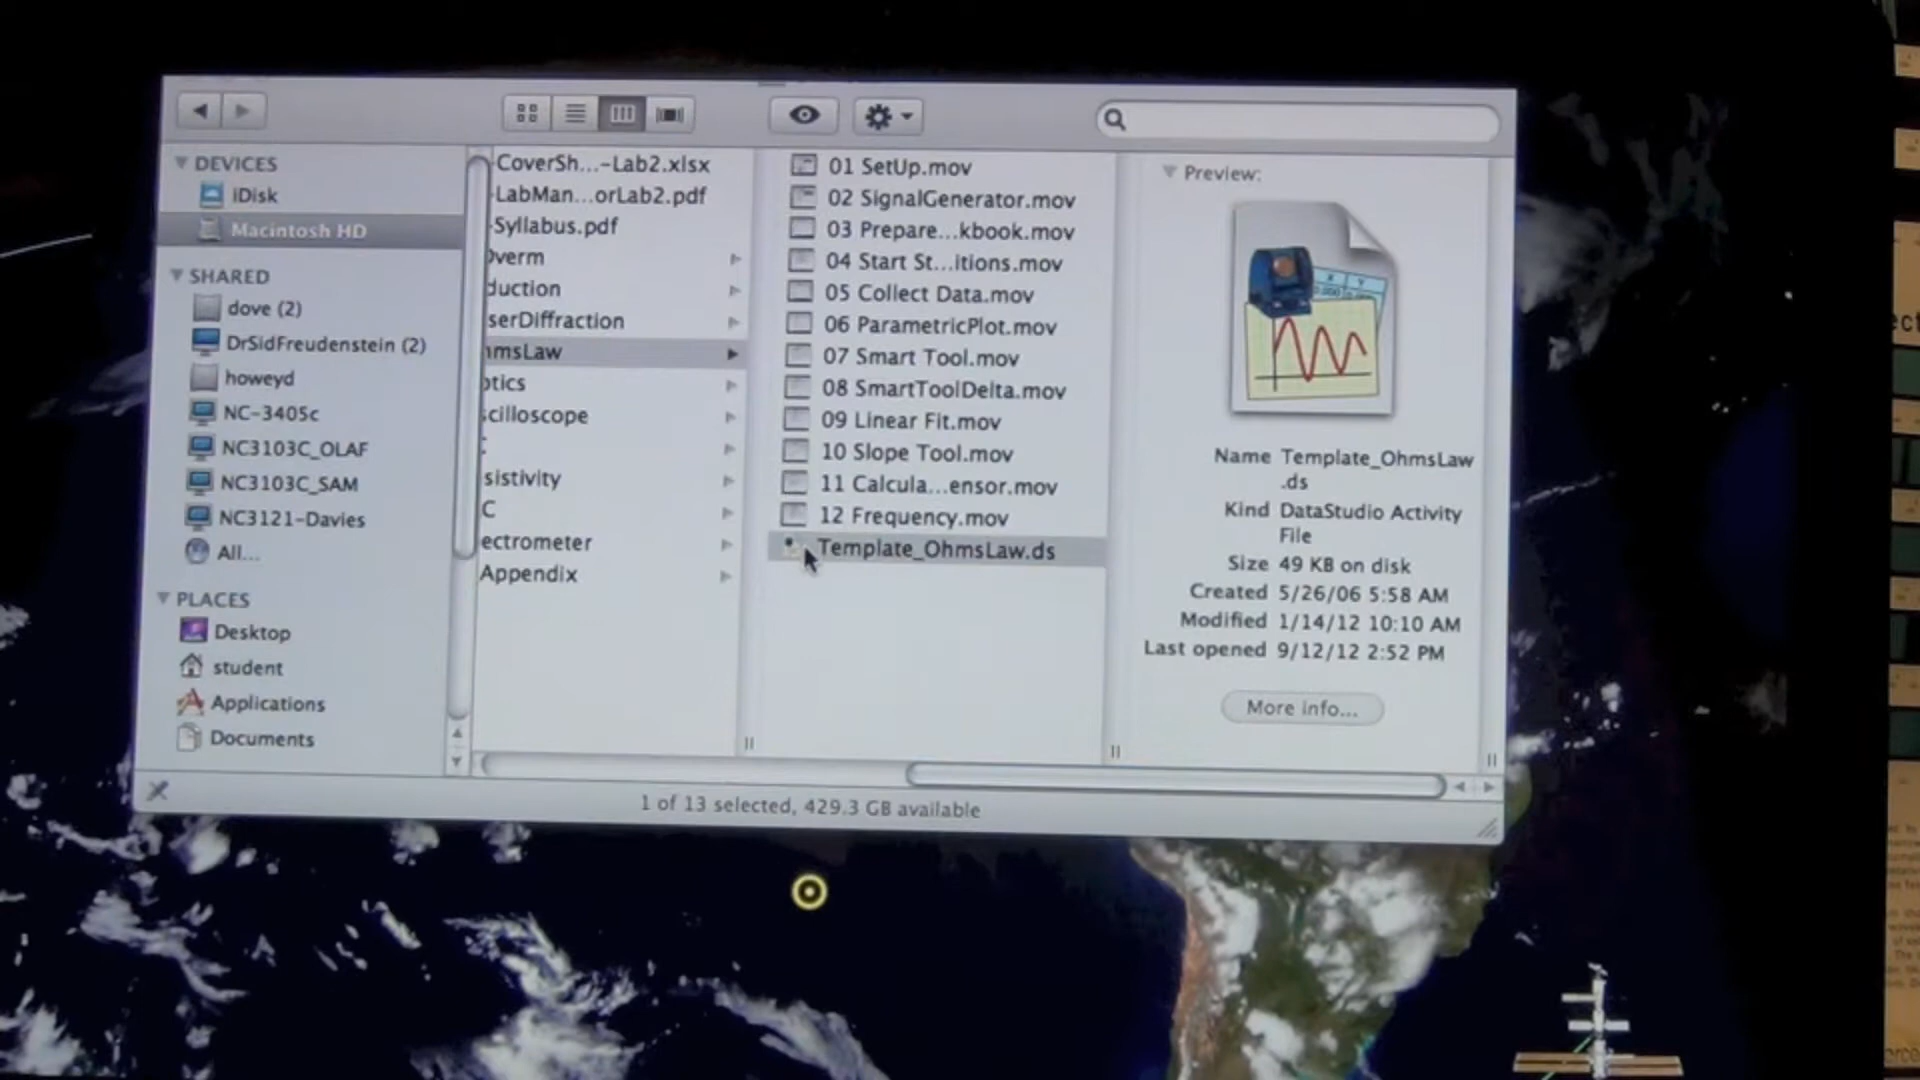 DEVICES
iDisk
Macintosh HD
SHARED
dove (2)
DrSidFreudenstein (2)
howeyd
NC-3405c
NC3103C_OLAF
NC3103C_SAM
NC3121-Davies
All...
PLACES
Desktop
student
Applications
Documents
CoverSh...-Lab2.xlsx
LabMan...orLab2.pdf
-Syllabus.pdf
Overm
duction
serDiffraction
hmsLaw
ptics
scilloscope
sistivity
C
ectrometer
Appendix
01 SetUp.mov
02 SignalGenerator.mov
03 Prepare...kbook.mov
04 Start St...itions.mov
05 Collect Data.mov
06 ParametricPlot.mov
07 Smart Tool.mov
08 SmartToolDelta.mov
09 Linear Fit.mov
10 Slope Tool.mov
11 Calcula...ensor.mov
12 Frequency.mov
Template_OhmsLaw.ds
Preview:
X Y
Name Template_OhmsLaw
.ds
Kind DataStudio Activity
File
Size 49 KB on disk
Created 5/26/06 5:58 AM
Modified 1/14/12 10:10 AM
Last opened 9/12/12 2:52 PM
More info...
1 of 13 selected, 429.3 GB available